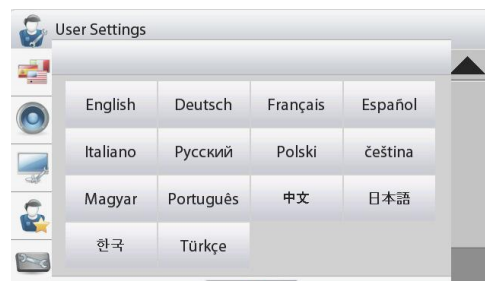 User Settings
English Deutsch Français Español
Italiano Русский Polski čeština
Magyar Português 中文 日本語
한국 Türkçe